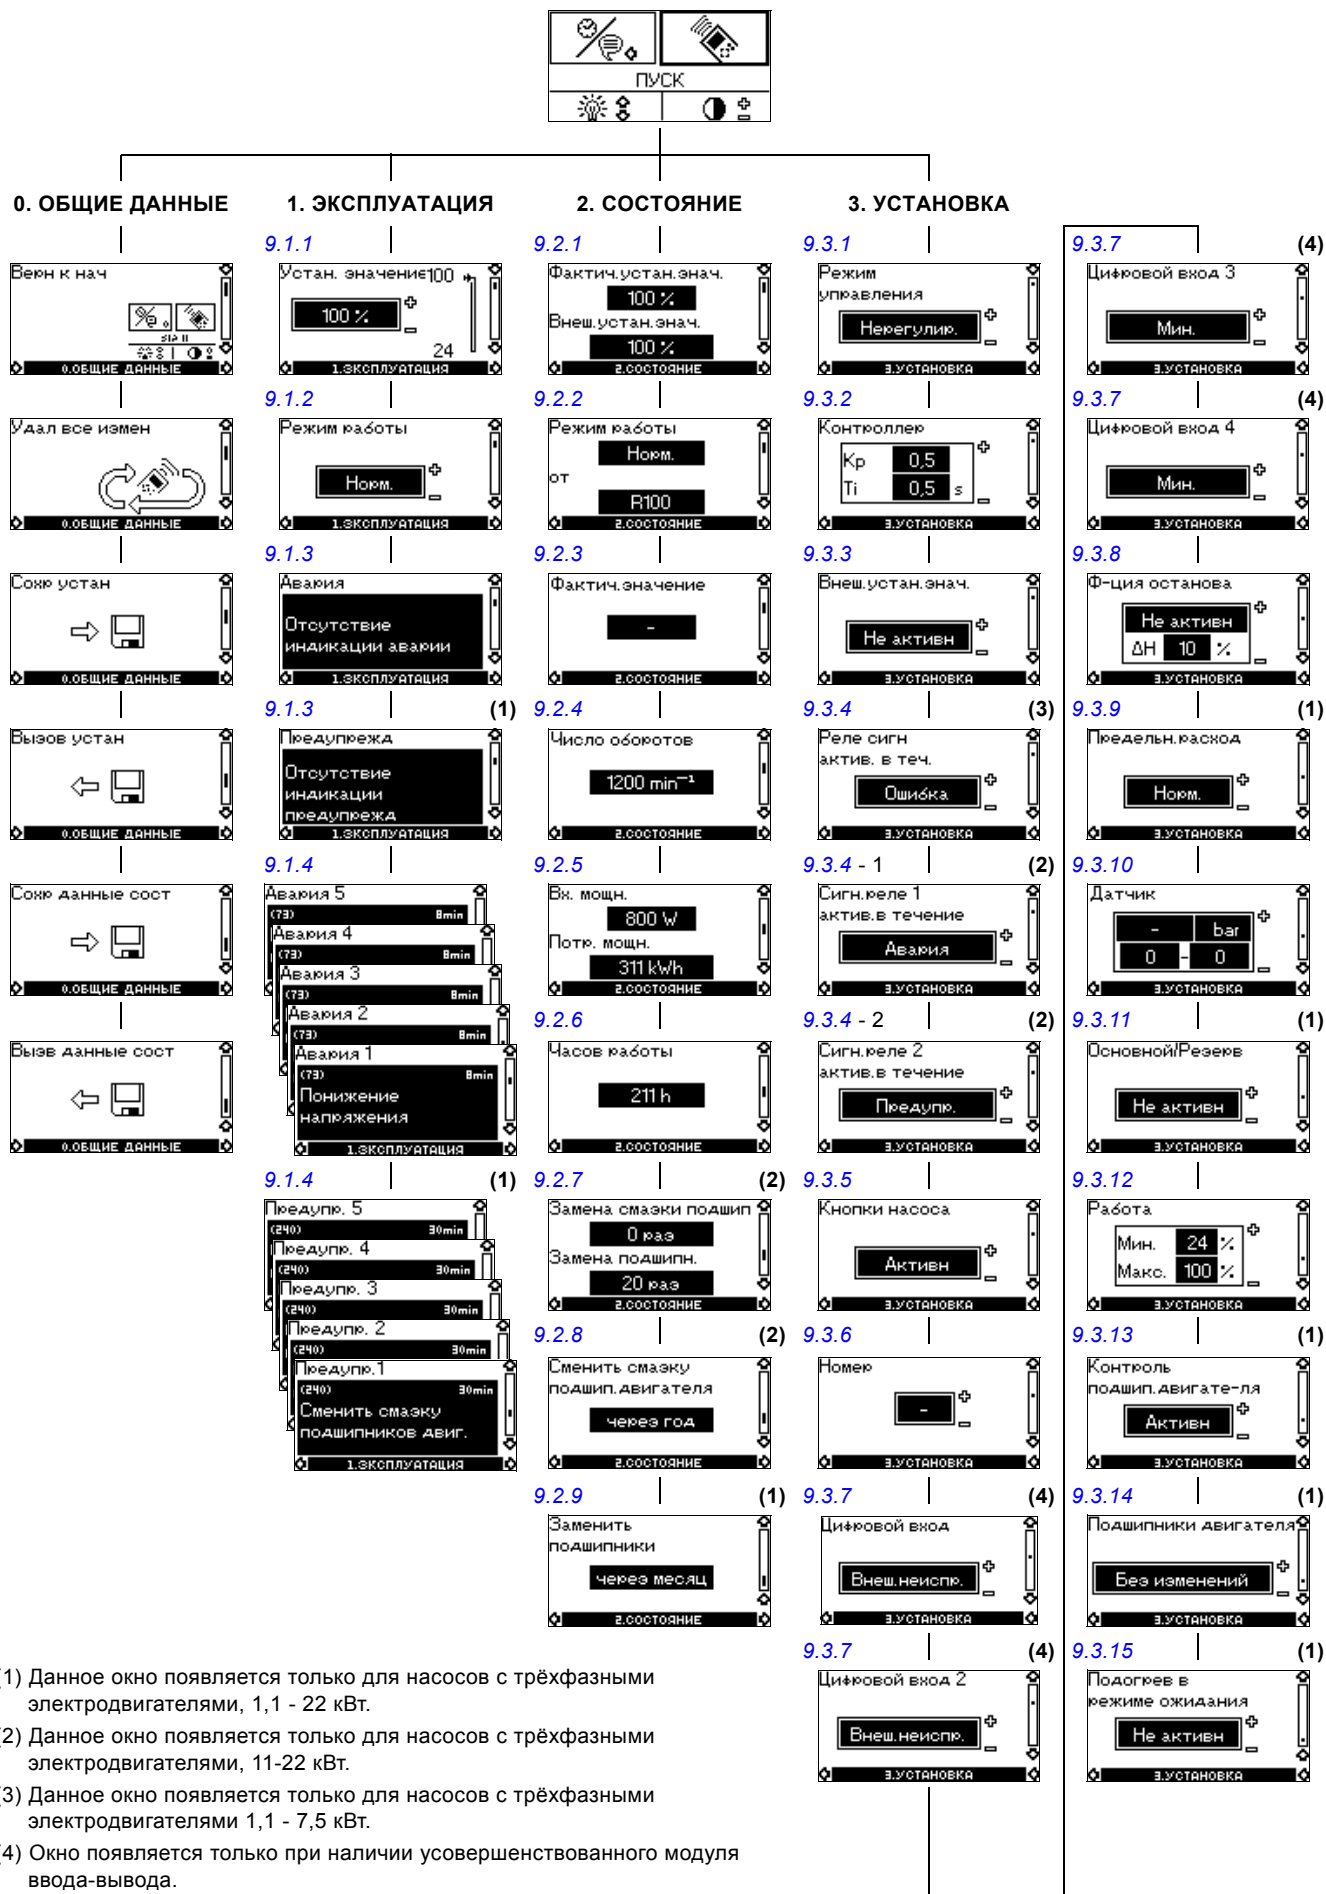 ПУСК
0. ОБЩИЕ ДАННЫЕ
Верн к нач
0.ОБЩИЕ ДАННЫЕ
Удал все измен
0.ОБЩИЕ ДАННЫЕ
Сохр устан
0.ОБЩИЕ ДАННЫЕ
Вызов устан
0.ОБЩИЕ ДАННЫЕ
Сохр данные сост
0.ОБЩИЕ ДАННЫЕ
Вызв данные сост
0.ОБЩИЕ ДАННЫЕ
1. ЭКСПЛУАТАЦИЯ
9.1.1
Устан. значение 100
100 %
24
1.ЭКСПЛУАТАЦИЯ
9.1.2
Режим работы
Норм.
1.ЭКСПЛУАТАЦИЯ
9.1.3
Авария
Отсутствие
индикации аварии
1.ЭКСПЛУАТАЦИЯ
9.1.3 (1)
Предупрежд
Отсутствие
индикации
предупрежд
1.ЭКСПЛУАТАЦИЯ
9.1.4
Авария 5
(73) 8min
Авария 4
(73) 8min
Авария 3
(73) 8min
Авария 2
(73) 8min
Авария 1
(73) 8min
Понижение
напряжения
1.ЭКСПЛУАТАЦИЯ
9.1.4 (1)
Предупр. 5
(240) 30min
Предупр. 4
(240) 30min
Предупр. 3
(240) 30min
Предупр. 2
(240) 30min
Предупр.1
(240) 30min
Сменить смазку
подшипников двиг.
1.ЭКСПЛУАТАЦИЯ
2. СОСТОЯНИЕ
9.2.1
Фактич.устан.знач.
100 %
Внеш.устан.знач.
100 %
2.СОСТОЯНИЕ
9.2.2
Режим работы
Норм.
от
R100
2.СОСТОЯНИЕ
9.2.3
Фактич.значение
-
2.СОСТОЯНИЕ
9.2.4
Число оборотов
1200 min⁻¹
2.СОСТОЯНИЕ
9.2.5
Вх. мощн.
800 W
Потр. мощн.
311 kWh
2.СОСТОЯНИЕ
9.2.6
Часов работы
211 h
2.СОСТОЯНИЕ
9.2.7 (2)
Замена смазки подшип
0 раз
Замена подшипн.
20 раз
2.СОСТОЯНИЕ
9.2.8 (2)
Сменить смазку
подшип.двигателя
через год
2.СОСТОЯНИЕ
9.2.9 (1)
Заменить
подшипники
через месяц
2.СОСТОЯНИЕ
3. УСТАНОВКА
9.3.1
Режим
управления
Нерегулир.
3.УСТАНОВКА
9.3.2
Контроллер
Kp 0,5
Ti 0,5 s
3.УСТАНОВКА
9.3.3
Внеш.устан.знач.
Не активн
3.УСТАНОВКА
9.3.4 (3)
Реле сигн
актив. в теч.
Ошибка
3.УСТАНОВКА
9.3.4 - 1 (2)
Сигн.реле 1
актив.в течение
Авария
3.УСТАНОВКА
9.3.4 - 2 (2)
Сигн.реле 2
актив.в течение
Предупр.
3.УСТАНОВКА
9.3.5
Кнопки насоса
Активн
3.УСТАНОВКА
9.3.6
Номер
-
3.УСТАНОВКА
9.3.7 (4)
Цифровой вход
Внеш.неиспр.
3.УСТАНОВКА
9.3.7 (4)
Цифровой вход 2
Внеш.неиспр.
3.УСТАНОВКА
9.3.7 (4)
Цифровой вход 3
Мин.
3.УСТАНОВКА
9.3.7 (4)
Цифровой вход 4
Мин.
3.УСТАНОВКА
9.3.8
Ф-ция останова
Не активн
ΔH 10 %
3.УСТАНОВКА
9.3.9 (1)
Предельн.расход
Норм.
3.УСТАНОВКА
9.3.10
Датчик
- bar
0 - 0
3.УСТАНОВКА
9.3.11 (1)
Основной/Резерв
Не активн
3.УСТАНОВКА
9.3.12
Работа
Мин. 24 %
Макс. 100 %
3.УСТАНОВКА
9.3.13 (1)
Контроль
подшип.двигате-ля
Активн
3.УСТАНОВКА
9.3.14 (1)
Подшипники двигателя
Без изменений
3.УСТАНОВКА
9.3.15 (1)
Подогрев в
режиме ожидания
Не активн
3.УСТАНОВКА
(1) Данное окно появляется только для насосов с трёхфазными
электродвигателями, 1,1 - 22 кВт.
(2) Данное окно появляется только для насосов с трёхфазными
электродвигателями, 11-22 кВт.
(3) Данное окно появляется только для насосов с трёхфазными
электродвигателями 1,1 - 7,5 кВт.
(4) Окно появляется только при наличии усовершенствованного модуля
ввода-вывода.